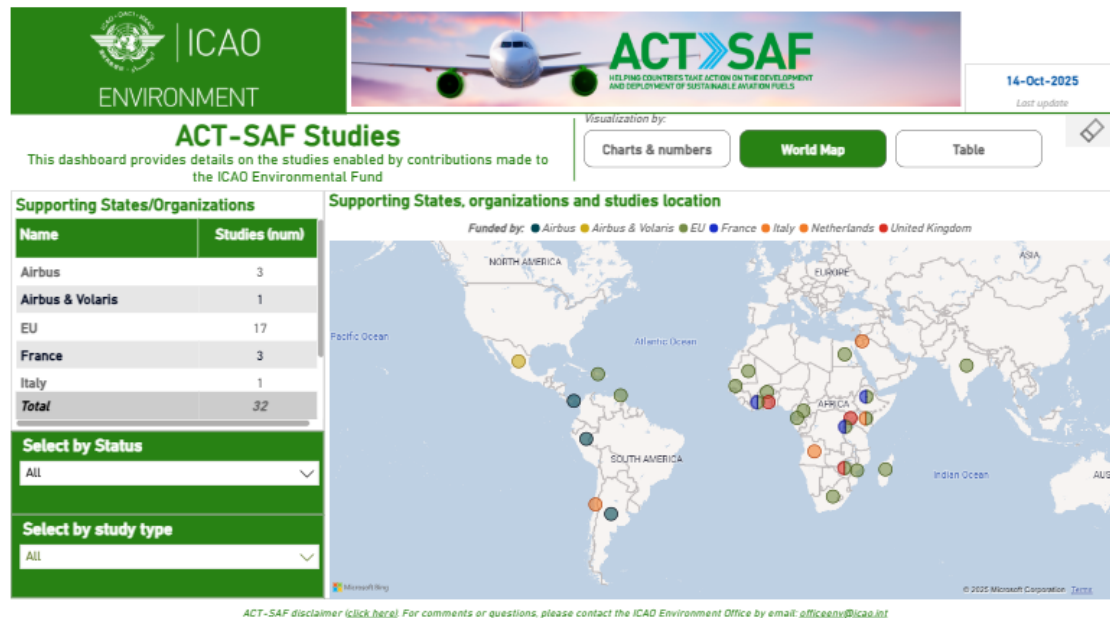 ICAO
ENVIRONMENT
ACT SAF
HELPING COUNTRIES TAKE ACTION ON THE DEVELOPMENT
AND DEPLOYMENT OF SUSTAINABLE AVIATION FUELS
14-Oct-2025
Last update
ACT-SAF Studies
This dashboard provides details on the studies enabled by contributions made to
the ICAO Environmental Fund
Visualization by:
Charts & numbers
World Map
Table
Supporting States/Organizations
Name Studies (num)
Airbus 3
Airbus & Volaris 1
EU 17
France 3
Italy 1
Total 32
Select by Status
All
Select by study type
All
Supporting States, organizations and studies location
Funded by: Airbus Airbus & Volaris EU France Italy Netherlands United Kingdom
NORTH AMERICA
EUROPE
ASIA
Pacific Ocean
Atlantic Ocean
AFRICA
SOUTH AMERICA
Indian Ocean
AUS
Microsoft Bing
© 2025 Microsoft Corporation Terms
ACT-SAF disclaimer (click here). For comments or questions, please contact the ICAO Environment Office by email: officeenv@icao.int